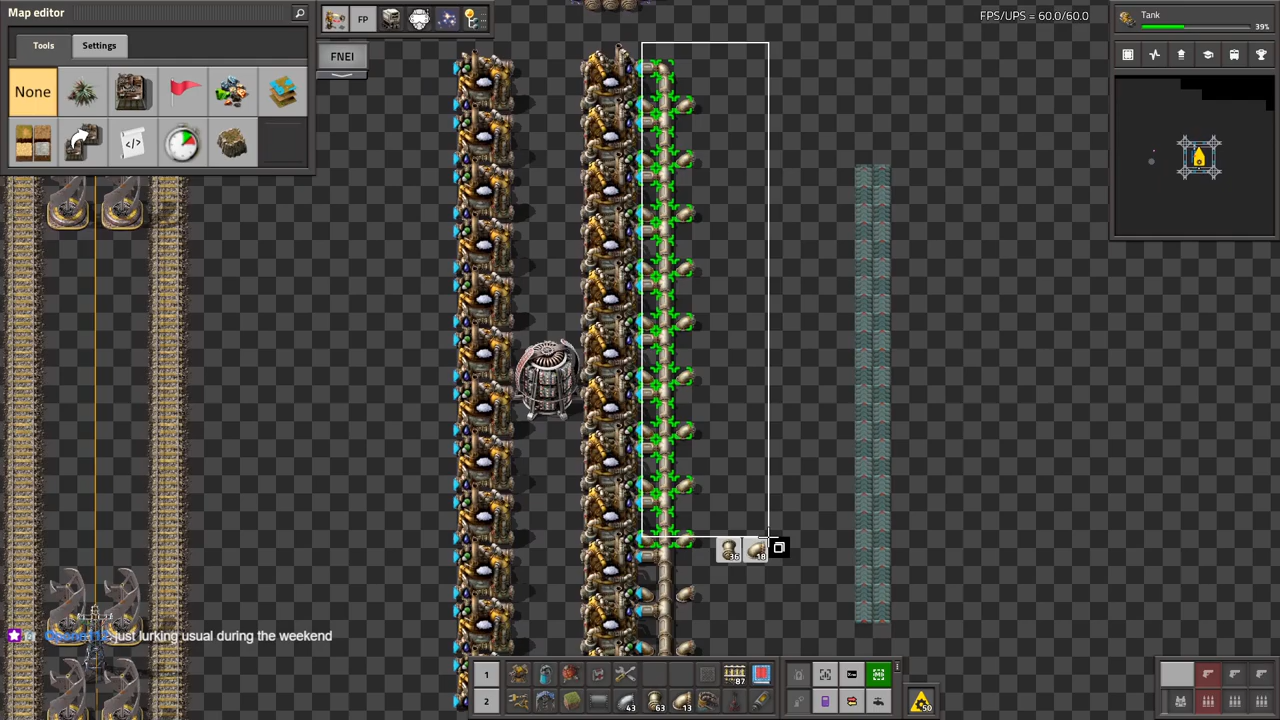 Map editor
Tools
Settings
None
</>
FP
FNEI
FPS/UPS = 60.0/60.0
Tank
39%
36
18
just lurking usual during the weekend
1
87
2
43
63
13
50